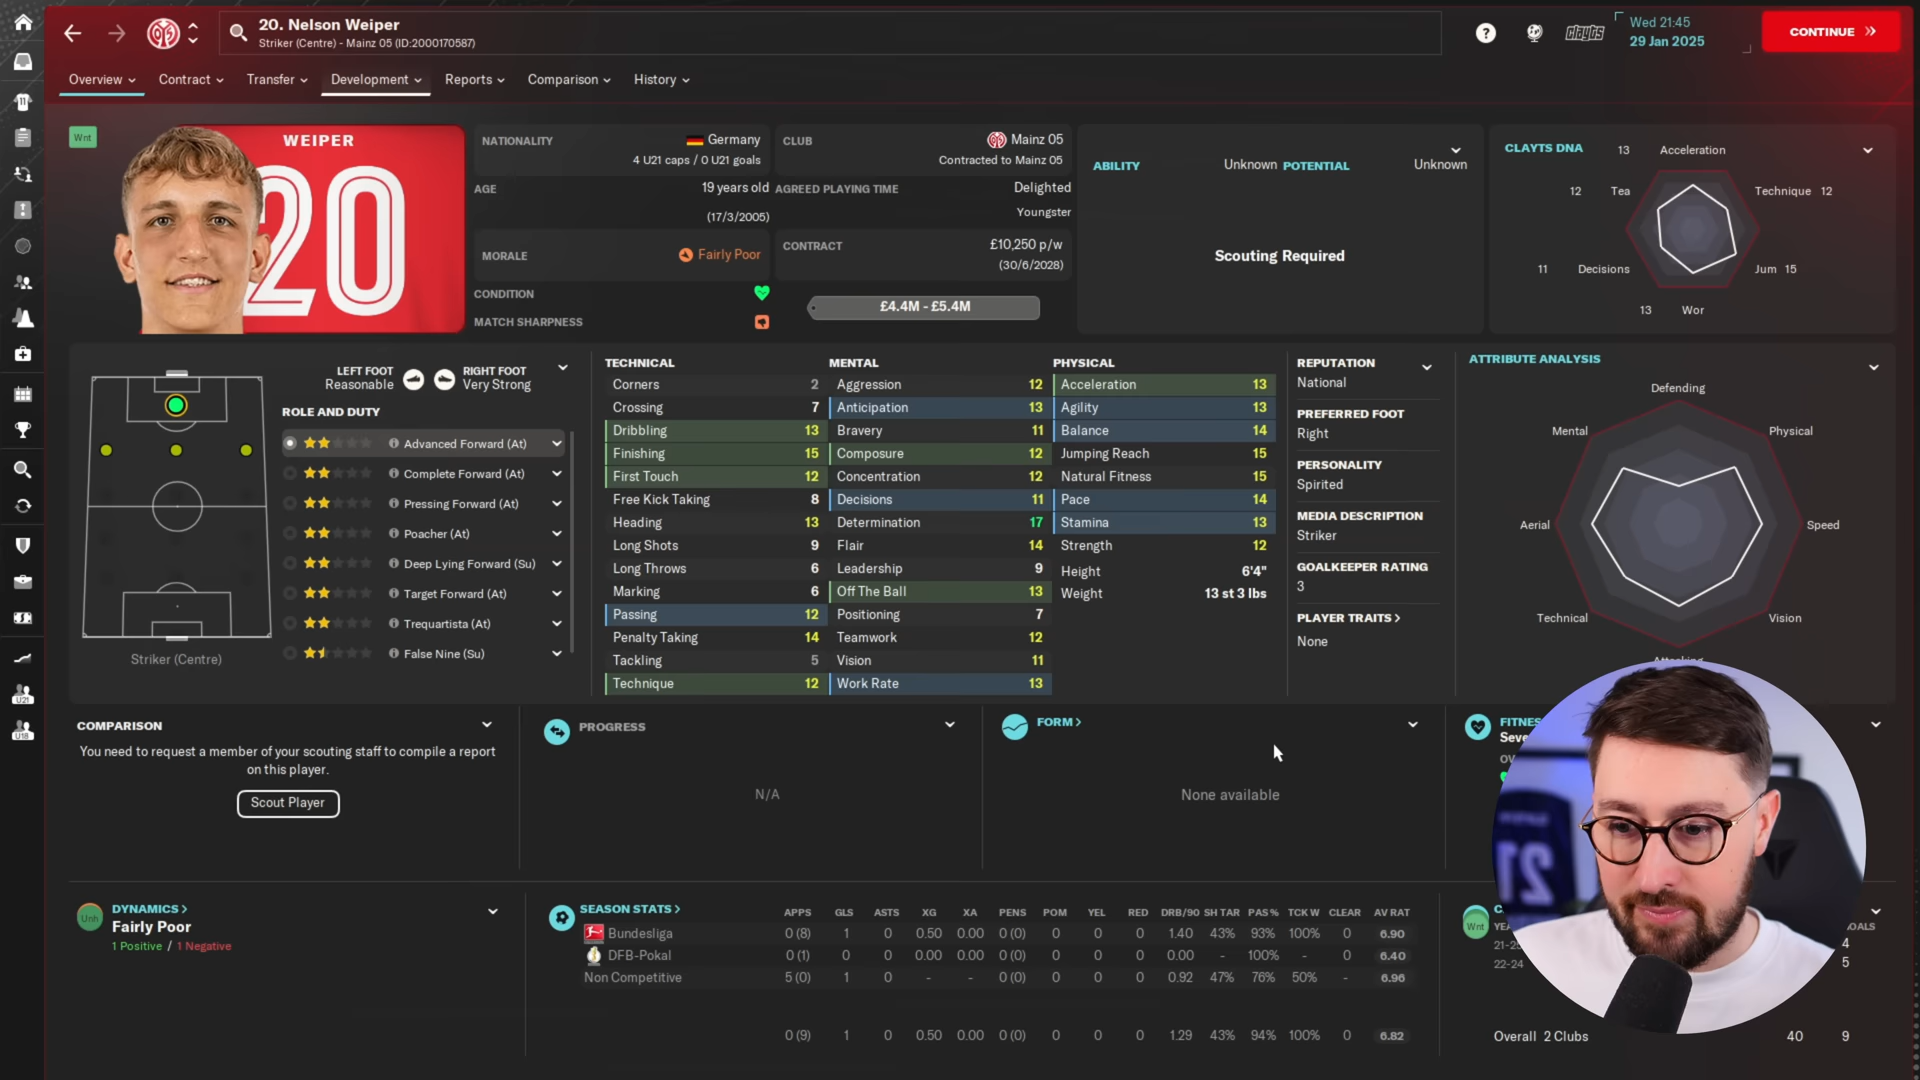 20. Nelson Weiper
Striker (Centre) - Mainz 05 (ID:2000170587)
clayts
Wed 21:45
29 Jan 2025
CONTINUE
Overview
Contract
Transfer
Development
Reports
Comparison
History
Wnt
WEIPER
20
NATIONALITY
Germany
4 U21 caps / 0 U21 goals
AGE
19 years old
(17/3/2005)
MORALE
Fairly Poor
CONDITION
MATCH SHARPNESS
CLUB
Mainz 05
Contracted to Mainz 05
AGREED PLAYING TIME
Delighted
Youngster
CONTRACT
£10,250 p/w
(30/6/2028)
£4.4M - £5.4M
ABILITY
Unknown
POTENTIAL
Unknown
Scouting Required
CLAYTS DNA
13 Acceleration
12 Tea
Technique 12
11 Decisions
Jum 15
13 Wor
LEFT FOOT
Reasonable
RIGHT FOOT
Very Strong
ROLE AND DUTY
Advanced Forward (At)
Complete Forward (At)
Pressing Forward (At)
Poacher (At)
Deep Lying Forward (Su)
Target Forward (At)
Trequartista (At)
False Nine (Su)
Striker (Centre)
TECHNICAL
Corners 2
Crossing 7
Dribbling 13
Finishing 15
First Touch 12
Free Kick Taking 8
Heading 13
Long Shots 9
Long Throws 6
Marking 6
Passing 12
Penalty Taking 14
Tackling 5
Technique 12
MENTAL
Aggression 12
Anticipation 13
Bravery 11
Composure 12
Concentration 12
Decisions 11
Determination 17
Flair 14
Leadership 9
Off The Ball 13
Positioning 7
Teamwork 12
Vision 11
Work Rate 13
PHYSICAL
Acceleration 13
Agility 13
Balance 14
Jumping Reach 15
Natural Fitness 15
Pace 14
Stamina 13
Strength 12
Height 6'4"
Weight 13 st 3 lbs
REPUTATION
National
PREFERRED FOOT
Right
PERSONALITY
Spirited
MEDIA DESCRIPTION
Striker
GOALKEEPER RATING
3
PLAYER TRAITS >
None
ATTRIBUTE ANALYSIS
Defending
Mental
Physical
Aerial
Speed
Technical
Vision
COMPARISON
You need to request a member of your scouting staff to compile a report
on this player.
Scout Player
PROGRESS
N/A
FORM >
None available
FITNES
Seve
OV
Unh
DYNAMICS >
Fairly Poor
1 Positive / 1 Negative
SEASON STATS > APPS GLS ASTS XG XA PENS POM YEL RED DRB/90 SH TAR PAS% TCK W CLEAR AV RAT
Bundesliga 0 (8) 1 0 0.50 0.00 0 (0) 0 0 0 1.40 43% 93% 100% 0 6.90
DFB-Pokal 0 (1) 0 0 0.00 0.00 0 (0) 0 0 0 0.00 - 100% - 0 6.40
Non Competitive 5 (0) 1 0 - - 0 (0) 0 0 0 0.92 47% 76% 50% - 6.96
0 (9) 1 0 0.50 0.00 0 (0) 0 0 0 1.29 43% 94% 100% 0 6.82
Wnt
YEA
OALS
21-2
4
22-24
5
Overall 2 Clubs 40 9
21
U21
U18
11